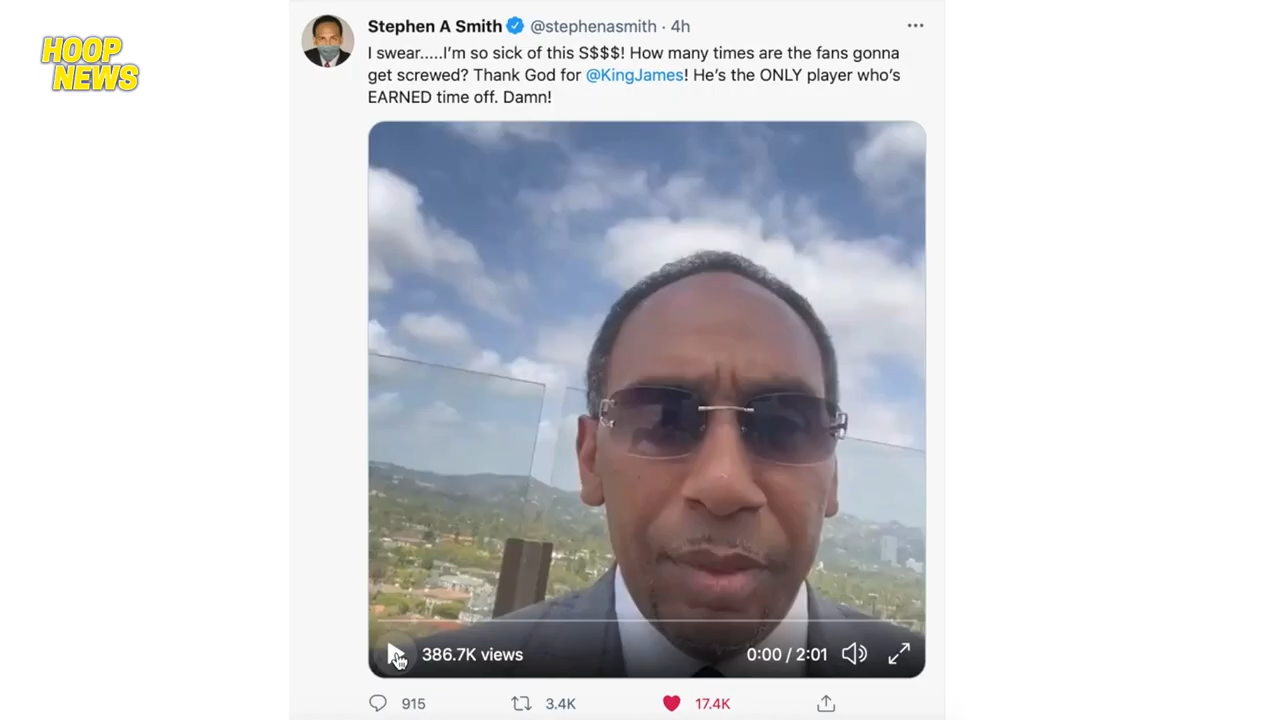 HOOP
NEWS
Stephen A Smith @stephenasmith · 4h
I swear.....I'm so sick of this S$$$! How many times are the fans gonna
get screwed? Thank God for @KingJames! He's the ONLY player who's
EARNED time off. Damn!
386.7K views
0:00 / 2:01
915
3.4K
17.4K